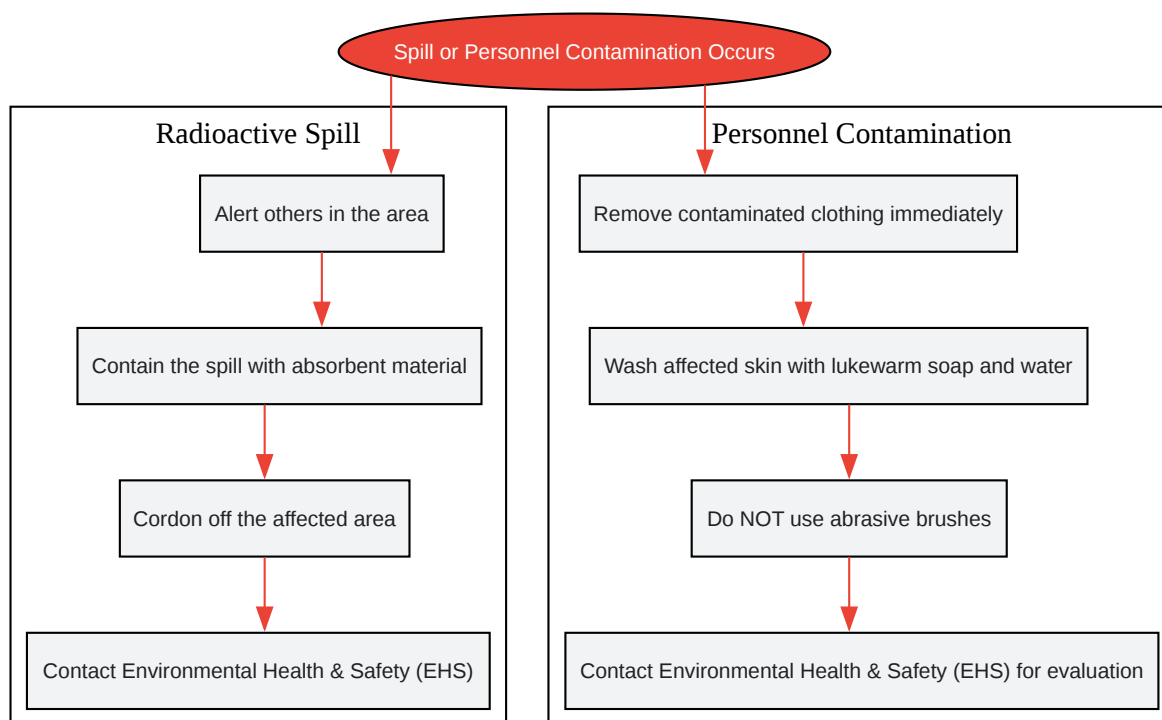 Spill or Personnel Contamination Occurs
Radioactive Spill
Alert others in the area
Contain the spill with absorbent material
Cordon off the affected area
Contact Environmental Health & Safety (EHS)
Personnel Contamination
Remove contaminated clothing immediately
Wash affected skin with lukewarm soap and water
Do NOT use abrasive brushes
Contact Environmental Health & Safety (EHS) for evaluation